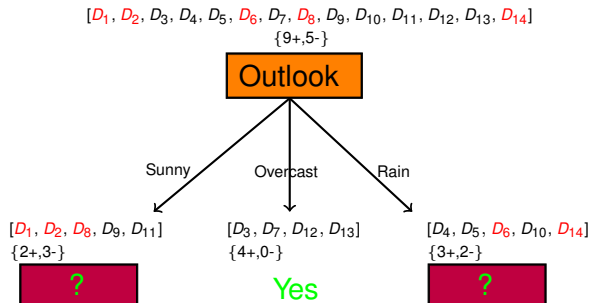 [D1, D2, D3, D4, D5, D6, D7, D8, D9, D10, D11, D12, D13, D14]
{9+,5-}
Outlook
Sunny Overcast Rain
[D1, D2, D8, D9, D11] [D3, D7, D12, D13] [D4, D5, D6, D10, D14]
{2+,3-} {4+,0-} {3+,2-}
? Yes ?